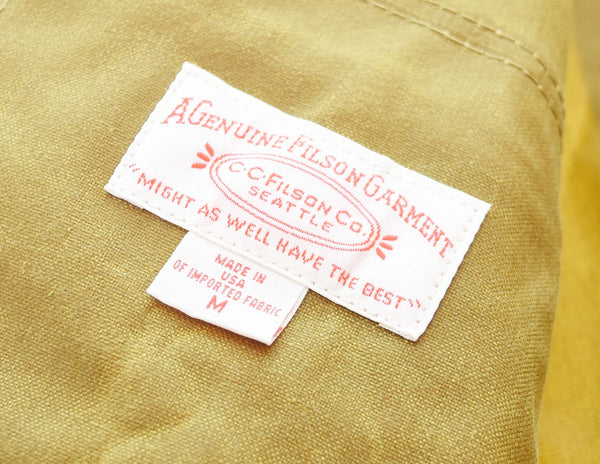 A GENUINE FILSON GARMENT
C·C·FILSON CO.
SEATTLE
"MIGHT AS WELL HAVE THE BEST"
MADE IN
USA
OF IMPORTED FABRIC
M